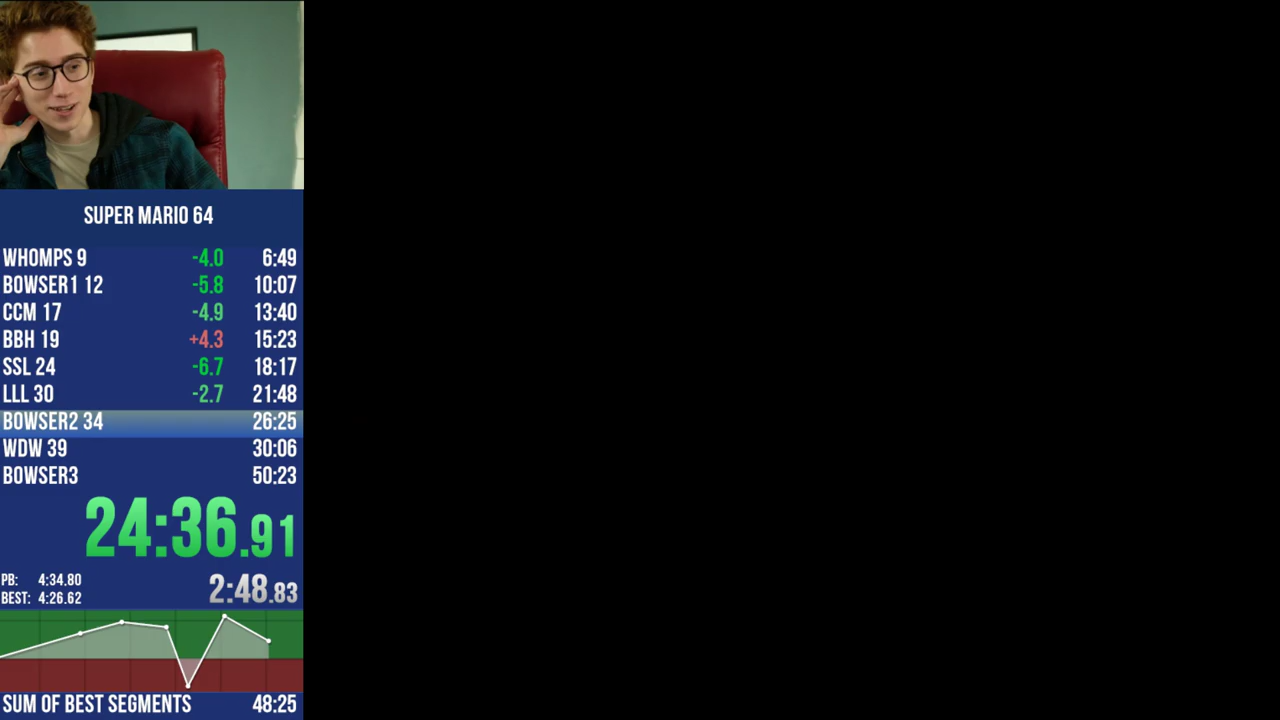 SUPER MARIO 64
WHOMPS 9 -4.0 6:49
BOWSER1 12 -5.8 10:07
CCM 17 -4.9 13:40
BBH 19 +4.3 15:23
SSL 24 -6.7 18:17
LLL 30 -2.7 21:48
BOWSER2 34 26:25
WDW 39 30:06
BOWSER3 50:23
24:36.91
PB: 4:34.80 2:48.83
BEST: 4:26.62
SUM OF BEST SEGMENTS 48:25